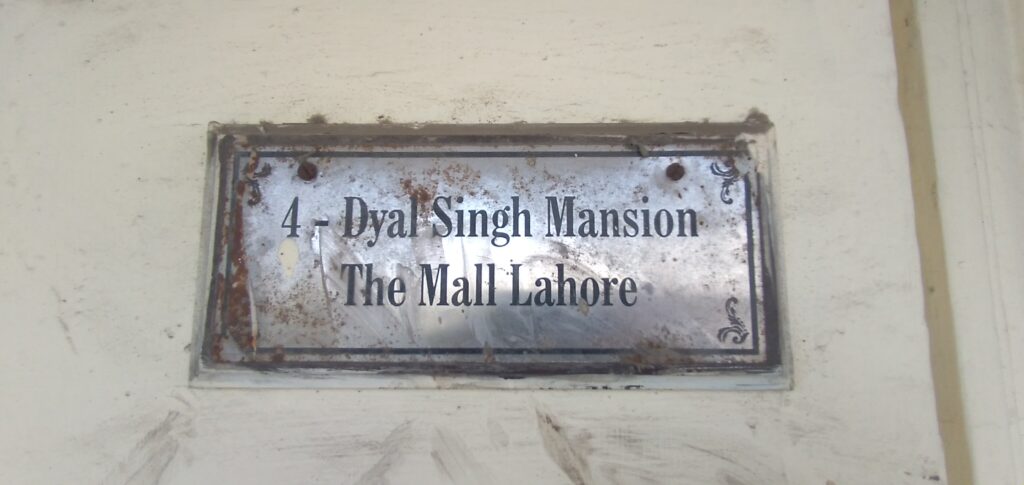 4 - Dyal Singh Mansion
The Mall Lahore